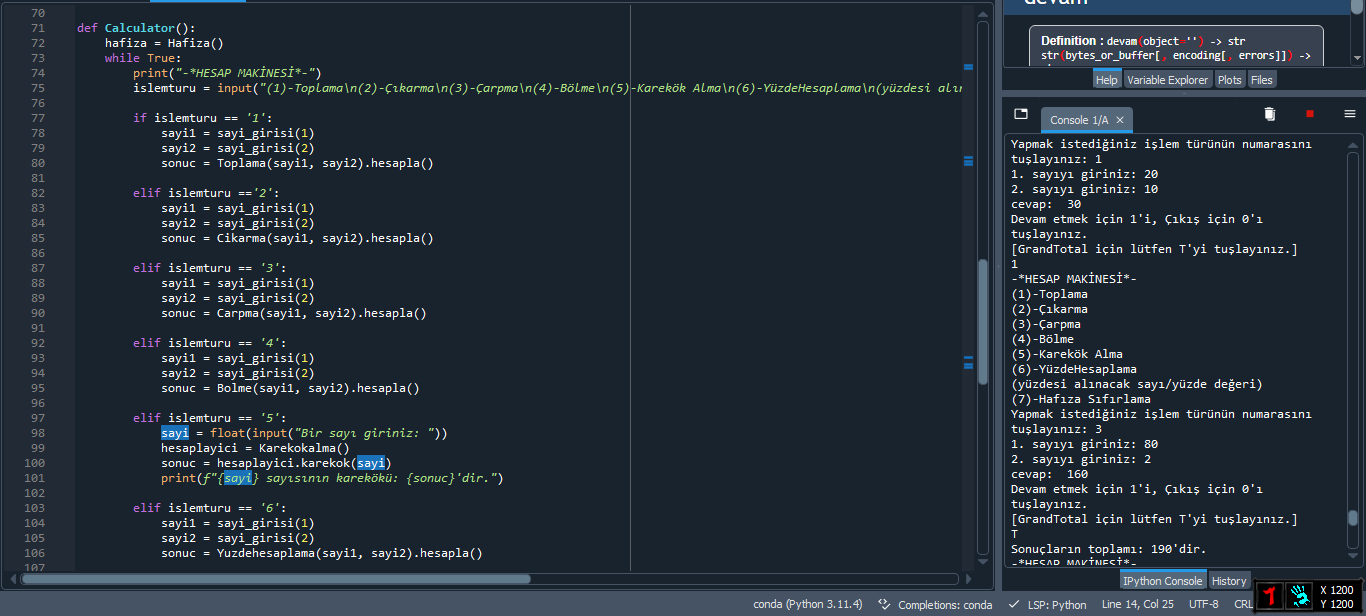 70
71 def Calculator():
72 hafiza = Hafiza()
73 while True:
74 print("-*HESAP MAKİNESİ*-")
75 islemturu = input("(1)-Toplama\n(2)-Çıkarma\n(3)-Çarpma\n(4)-Bölme\n(5)-Karekök Alma\n(6)-YüzdeHesaplama\n(yüzdesi alın
76
77 if islemturu == '1':
78 sayi1 = sayi_girisi(1)
79 sayi2 = sayi_girisi(2)
80 sonuc = Toplama(sayi1, sayi2).hesapla()
81
82 elif islemturu =='2':
83 sayi1 = sayi_girisi(1)
84 sayi2 = sayi_girisi(2)
85 sonuc = Cikarma(sayi1, sayi2).hesapla()
86
87 elif islemturu == '3':
88 sayi1 = sayi_girisi(1)
89 sayi2 = sayi_girisi(2)
90 sonuc = Carpma(sayi1, sayi2).hesapla()
91
92 elif islemturu == '4':
93 sayi1 = sayi_girisi(1)
94 sayi2 = sayi_girisi(2)
95 sonuc = Bolme(sayi1, sayi2).hesapla()
96
97 elif islemturu == '5':
98 sayi = float(input("Bir sayı giriniz: "))
99 hesaplayici = Karekokalma()
100 sonuc = hesaplayici.karekok(sayi)
101 print(f"{sayi} sayısının karekökü: {sonuc}'dir.")
102
103 elif islemturu == '6':
104 sayi1 = sayi_girisi(1)
105 sayi2 = sayi_girisi(2)
106 sonuc = Yuzdehesaplama(sayi1, sayi2).hesapla()
107
devam
Definition : devam(object='') -> str
str(bytes_or_buffer[, encoding[, errors]]) ->
Help Variable Explorer Plots Files
Console 1/A ×
Yapmak istediğiniz işlem türünün numarasını
tuşlayınız: 1
1. sayıyı giriniz: 20
2. sayıyı giriniz: 10
cevap:  30
Devam etmek için 1'i, Çıkış için 0'ı
tuşlayınız.
[GrandTotal için lütfen T'yi tuşlayınız.]
1
-*HESAP MAKİNESİ*-
(1)-Toplama
(2)-Çıkarma
(3)-Çarpma
(4)-Bölme
(5)-Karekök Alma
(6)-YüzdeHesaplama
(yüzdesi alınacak sayı/yüzde değeri)
(7)-Hafıza Sıfırlama
Yapmak istediğiniz işlem türünün numarasını
tuşlayınız: 3
1. sayıyı giriniz: 80
2. sayıyı giriniz: 2
cevap:  160
Devam etmek için 1'i, Çıkış için 0'ı
tuşlayınız.
[GrandTotal için lütfen T'yi tuşlayınız.]
T
Sonuçların toplamı: 190'dir.
-*HESAP MAKİNESİ*-
IPython Console History
conda (Python 3.11.4) Completions: conda LSP: Python Line 14, Col 25 UTF-8 CRL
X 1200
Y 1200